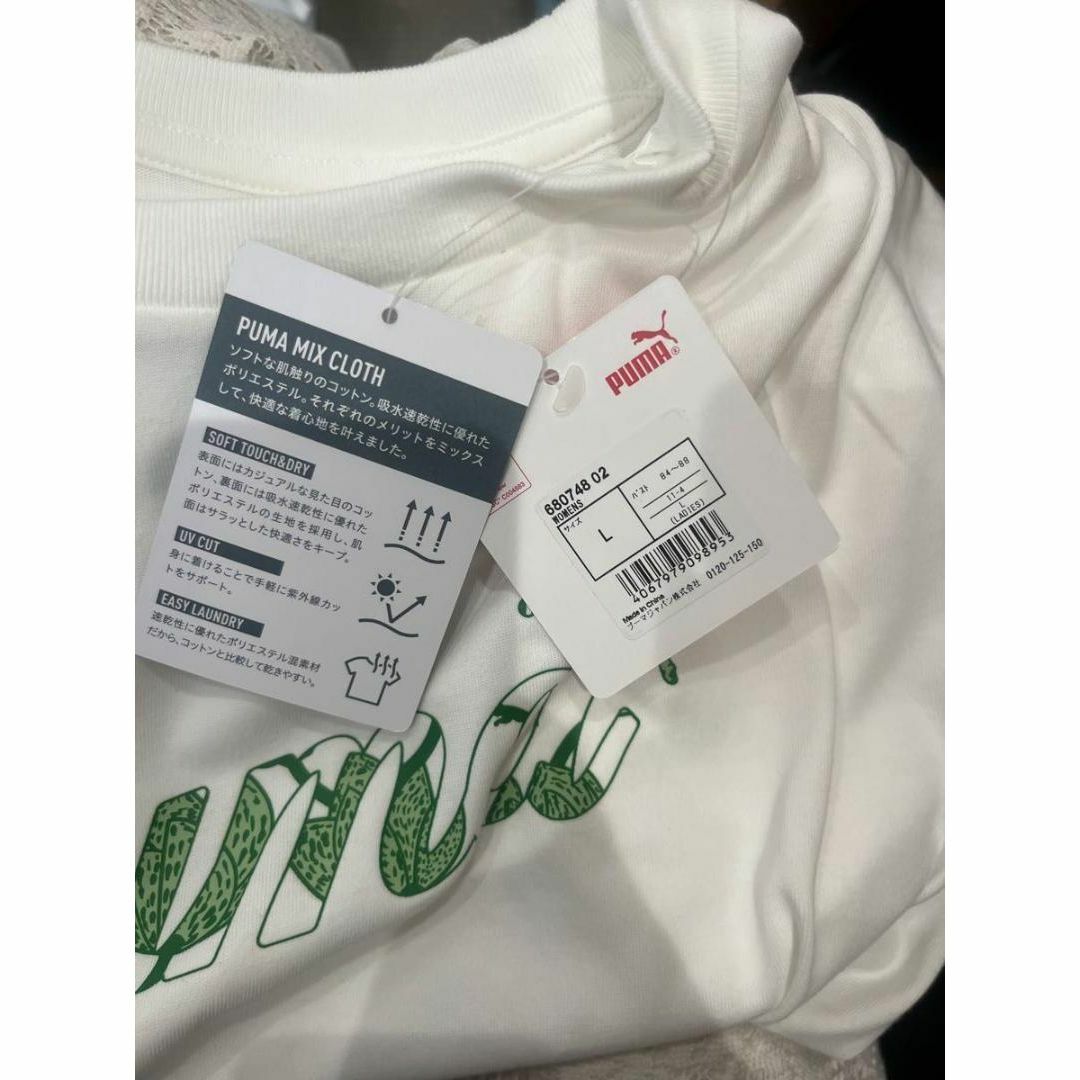 PUMA MIX CLOTH
ソフトな肌触りのコットン。吸水速乾性に優れた
ポリエステル。それぞれのメリットをミックス
して、快適な着心地を叶えました。
SOFT TOUCH&DRY
表面にはカジュアルな見た目のコッ
トン、裏面には吸水速乾性に優れた
ポリエステルの生地を採用し、肌
面はサラッとした快適さをキープ。
UV CUT
身に着けることで手軽に紫外線カッ
トをサポート。
EASY LAUNDRY
速乾性に優れたポリエステル混素材
だから、コットンと比較して乾きやすい。
PUMA®
680748 02
WOMENS
サイズ
L
バスト 84〜88
11-4
L
(LADIES)
4067979098953
Made in China
プーマジャパン株式会社 0120-125-150